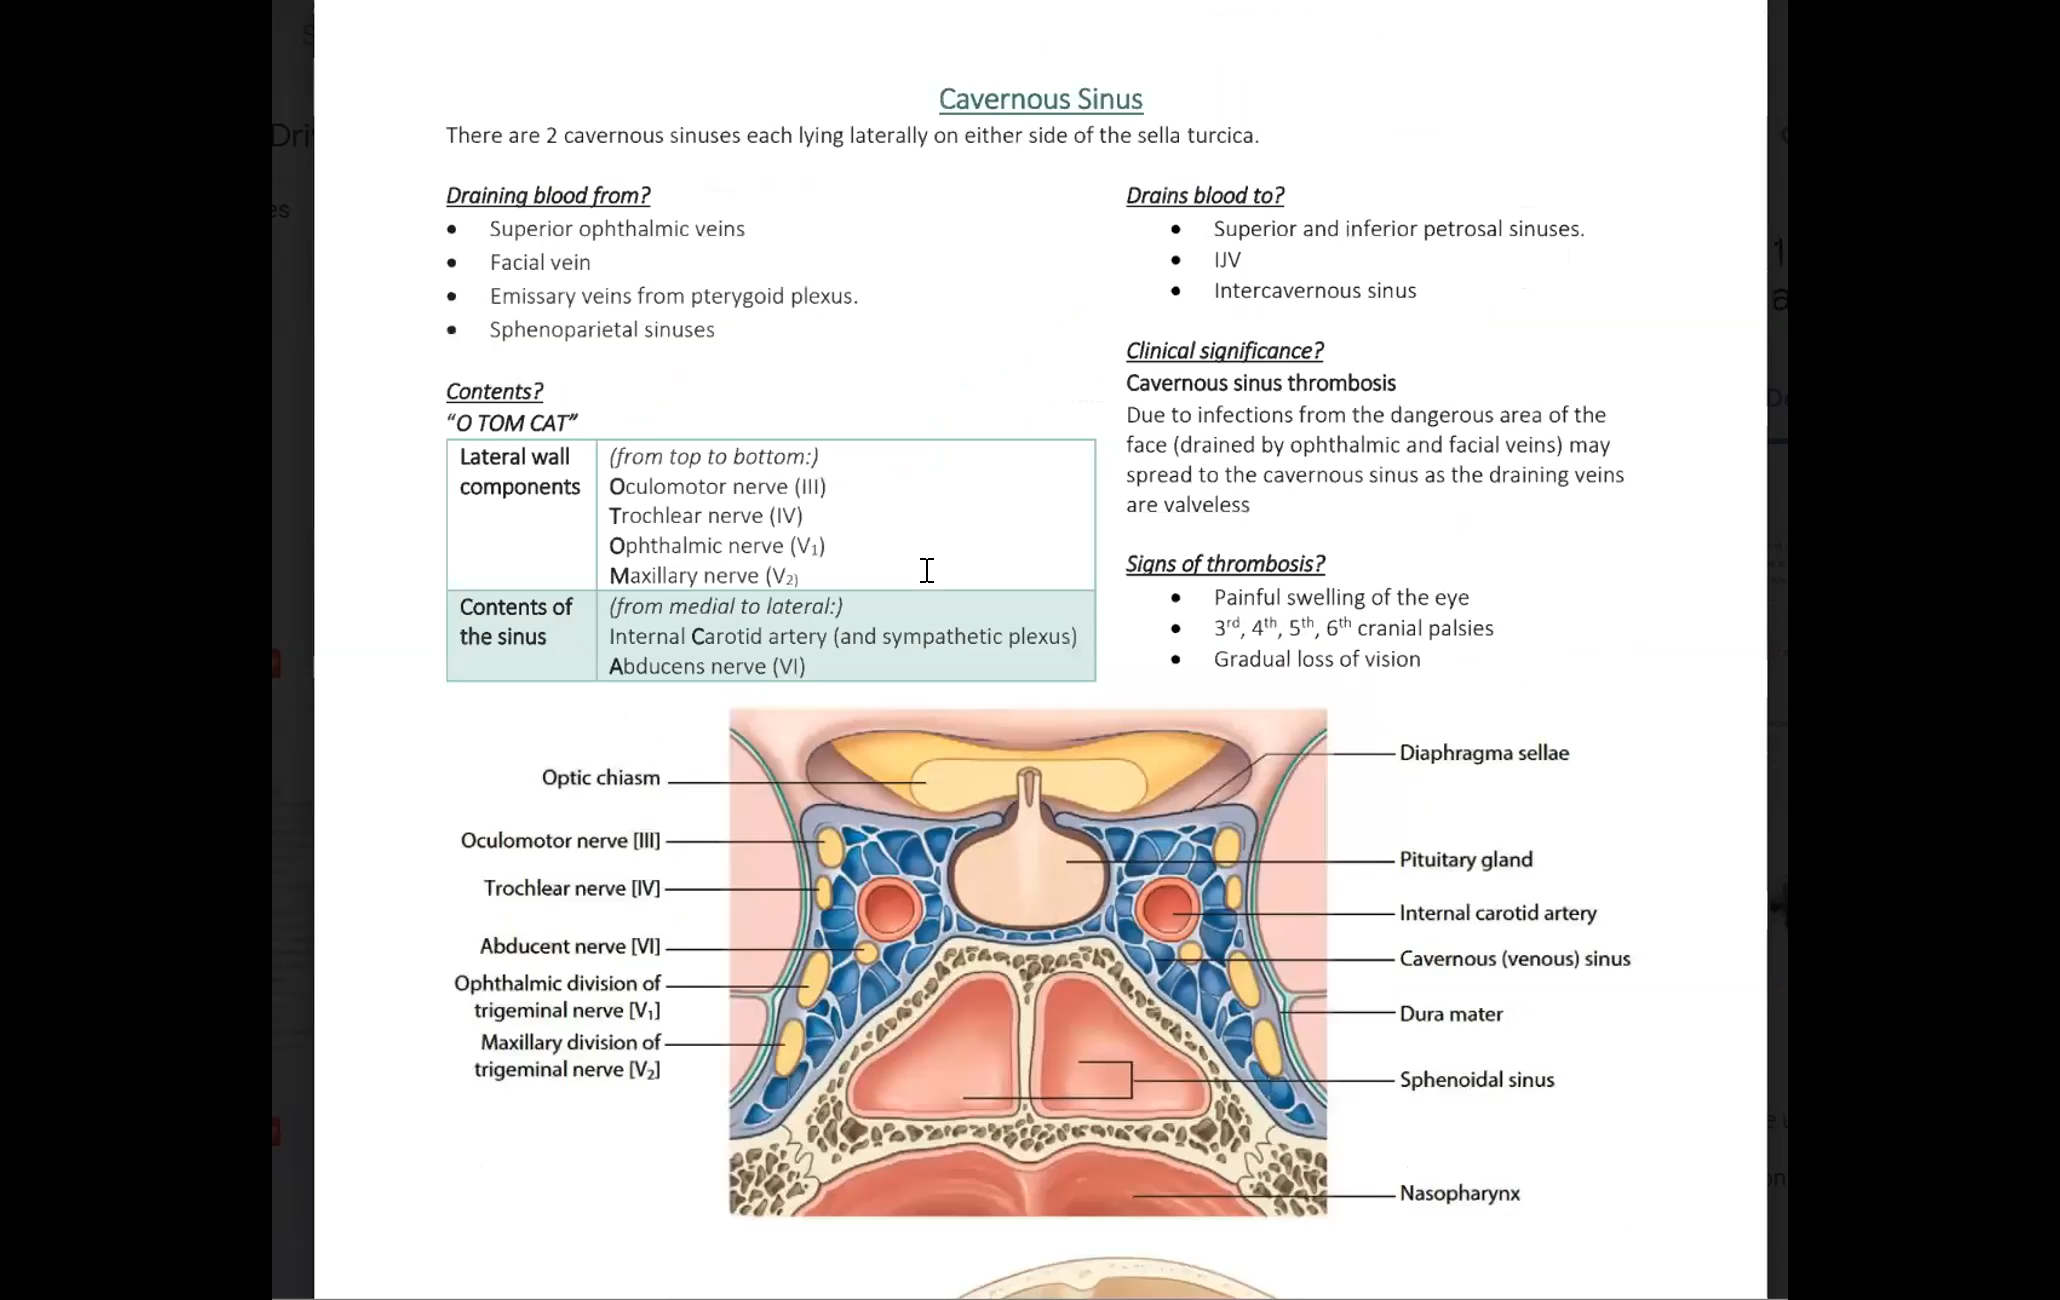 Cavernous Sinus
There are 2 cavernous sinuses each lying laterally on either side of the sella turcica.
Draining blood from?
• Superior ophthalmic veins
• Facial vein
• Emissary veins from pterygoid plexus.
• Sphenoparietal sinuses
Contents?
“O TOM CAT”
Lateral wall
components
(from top to bottom:)
Oculomotor nerve (III)
Trochlear nerve (IV)
Ophthalmic nerve (V₁)
Maxillary nerve (V₂)
Contents of
the sinus
(from medial to lateral:)
Internal Carotid artery (and sympathetic plexus)
Abducens nerve (VI)
Drains blood to?
• Superior and inferior petrosal sinuses.
• IJV
• Intercavernous sinus
Clinical significance?
Cavernous sinus thrombosis
Due to infections from the dangerous area of the
face (drained by ophthalmic and facial veins) may
spread to the cavernous sinus as the draining veins
are valveless
Signs of thrombosis?
• Painful swelling of the eye
• 3rd, 4th, 5th, 6th cranial palsies
• Gradual loss of vision
Optic chiasm
Oculomotor nerve [III]
Trochlear nerve [IV]
Abducent nerve [VI]
Ophthalmic division of
trigeminal nerve [V₁]
Maxillary division of
trigeminal nerve [V₂]
Diaphragma sellae
Pituitary gland
Internal carotid artery
Cavernous (venous) sinus
Dura mater
Sphenoidal sinus
Nasopharynx